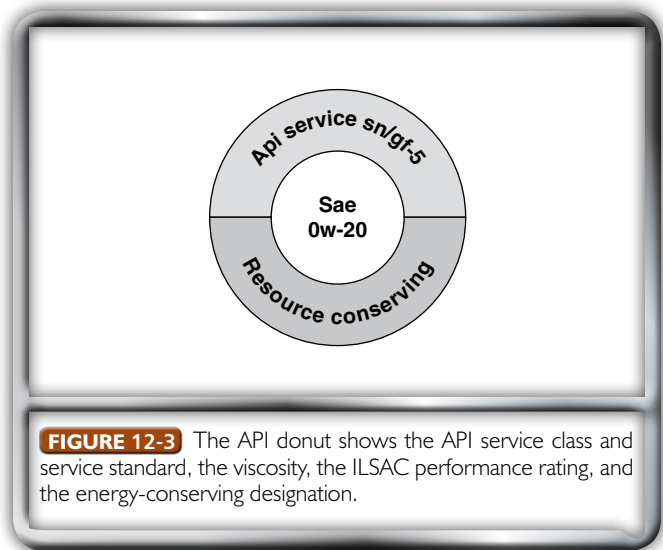 Api service sn/gf-5
Sae
0w-20
Resource conserving
FIGURE 12-3 The API donut shows the API service class and
service standard, the viscosity, the ILSAC performance rating, and
the energy-conserving designation.